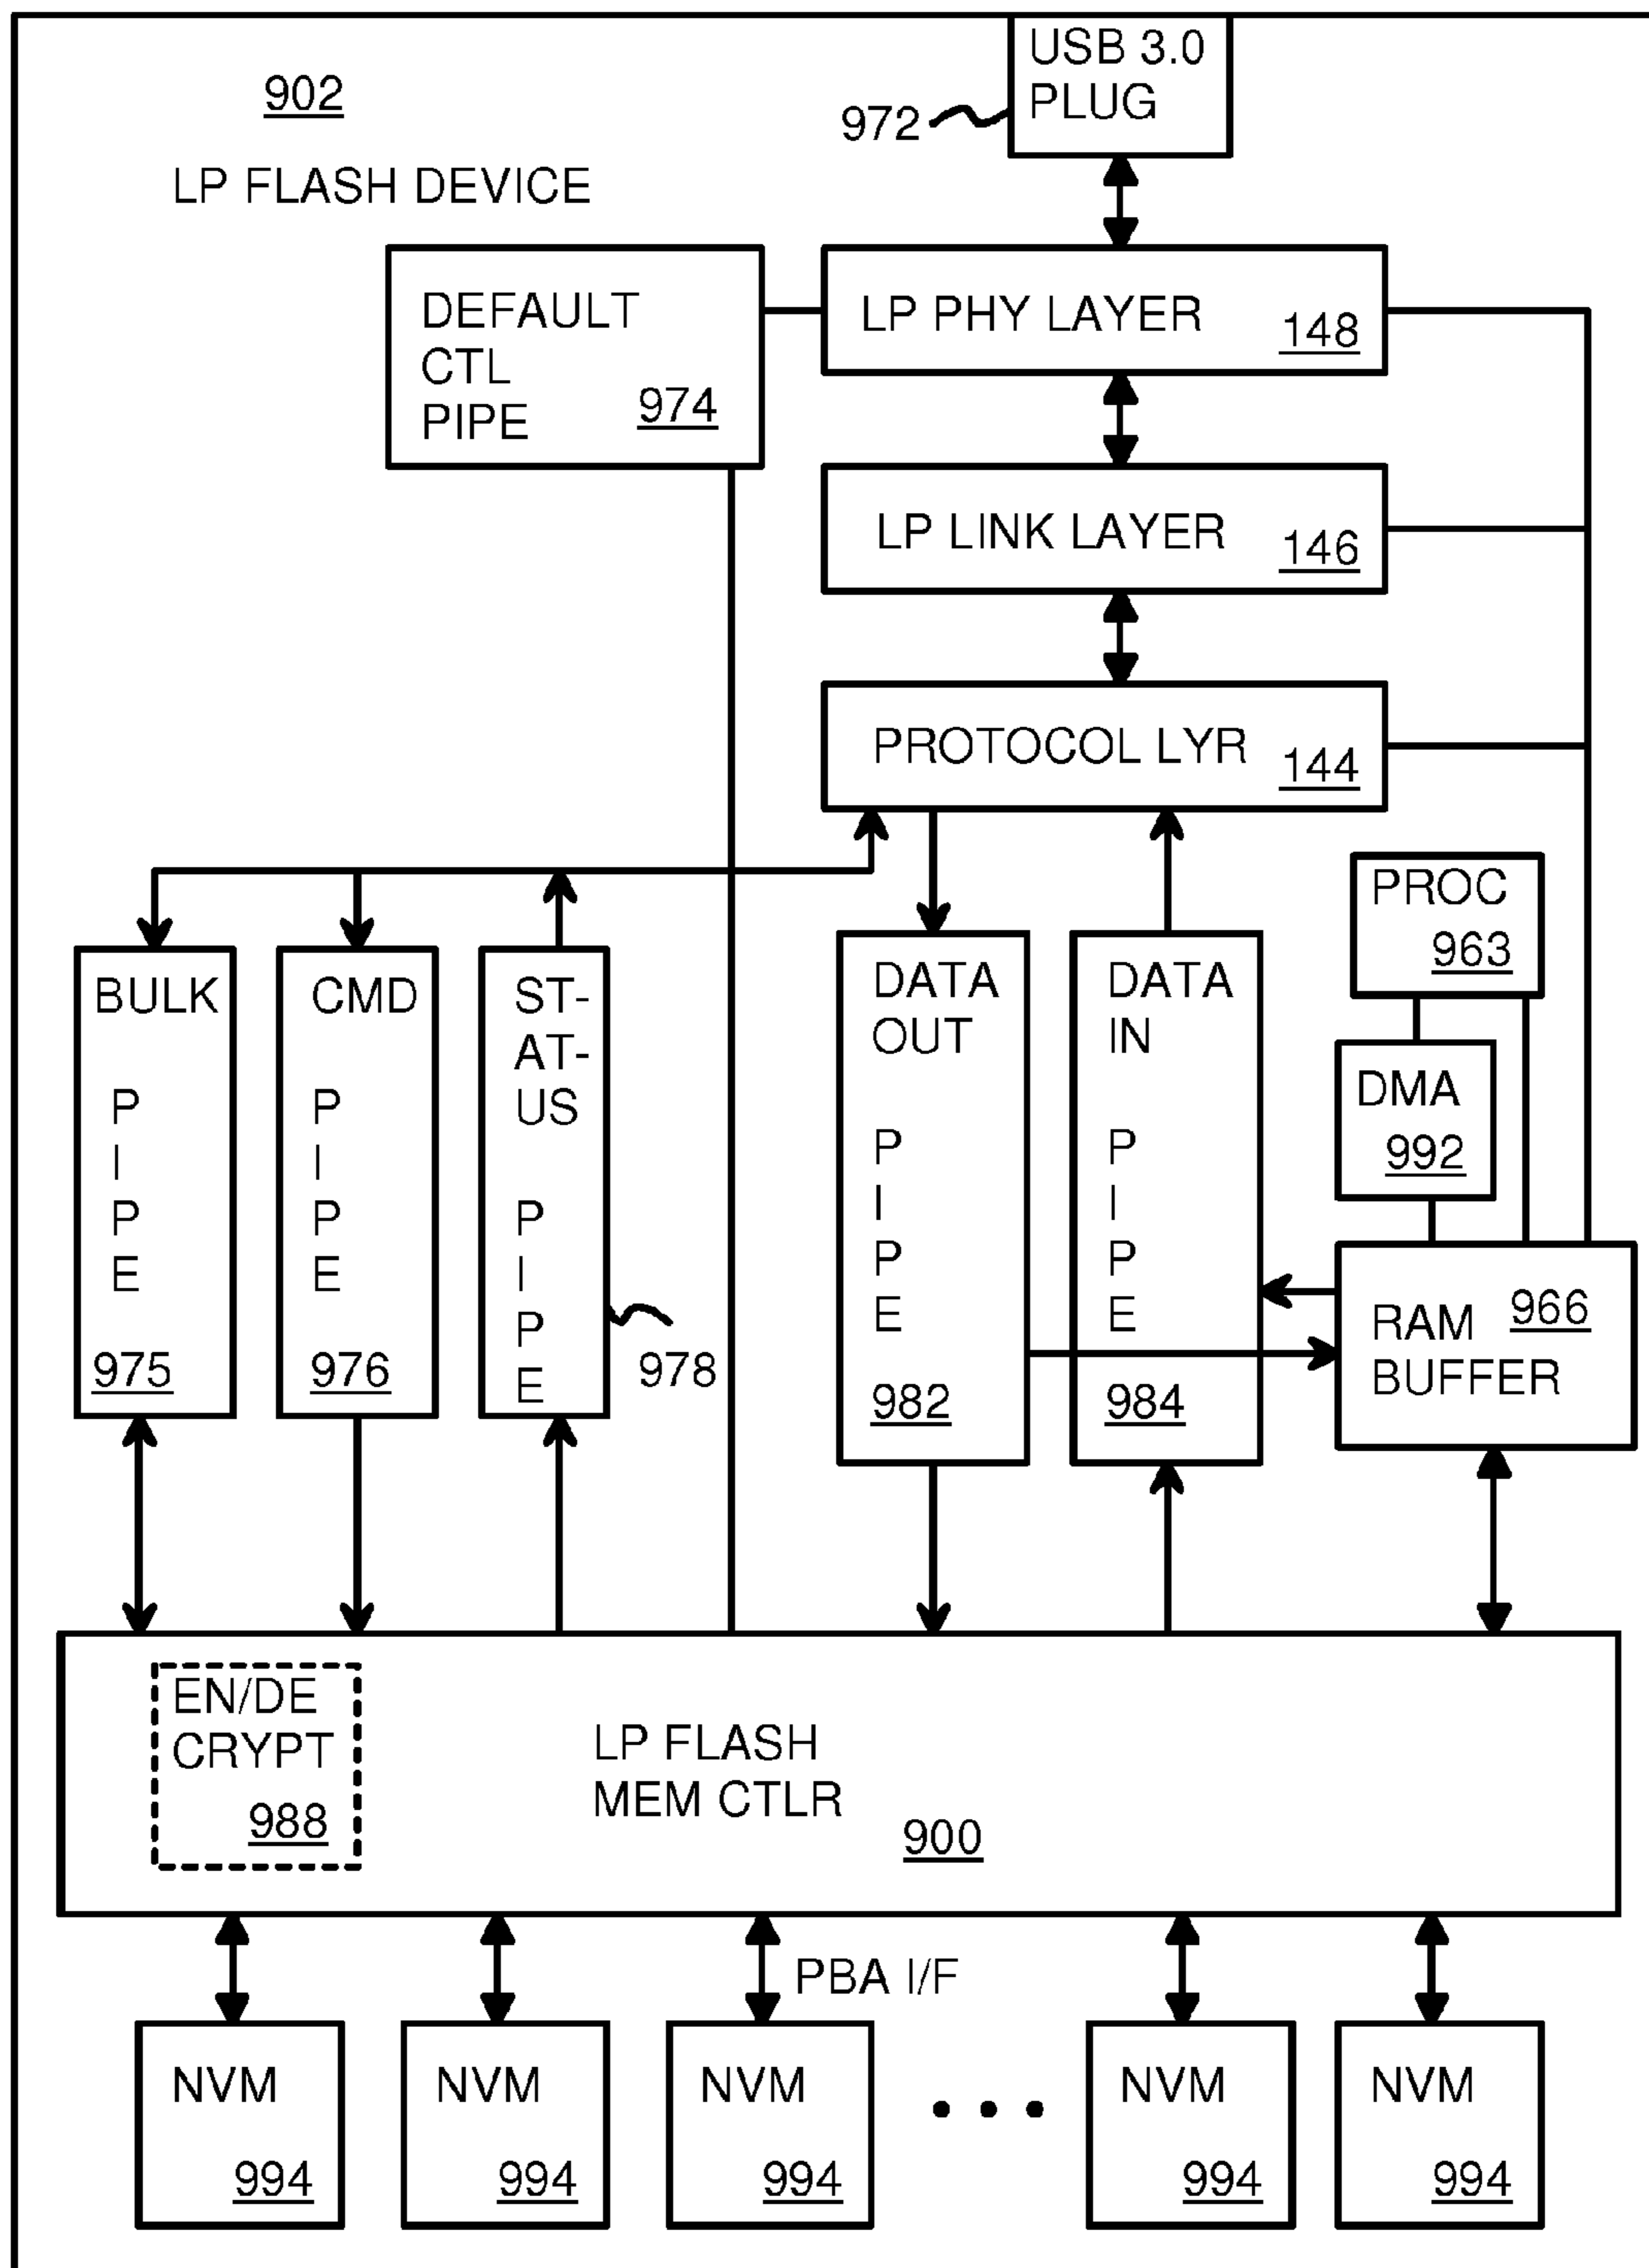 902
LP FLASH DEVICE
USB 3.0
PLUG
972
DEFAULT
CTL
PIPE
974
LP PHY LAYER
148
LP LINK LAYER
146
PROTOCOL LYR
144
BULK
P
I
P
E
975
CMD
P
I
P
E
976
ST-
AT-
US
P
I
P
E
978
DATA
OUT
P
I
P
E
982
DATA
IN
P
I
P
E
984
PROC
963
DMA
992
966
RAM
BUFFER
EN/DE
CRYPT
988
LP FLASH
MEM CTLR
900
PBA I/F
NVM
994
NVM
994
NVM
994
• • •
NVM
994
NVM
994